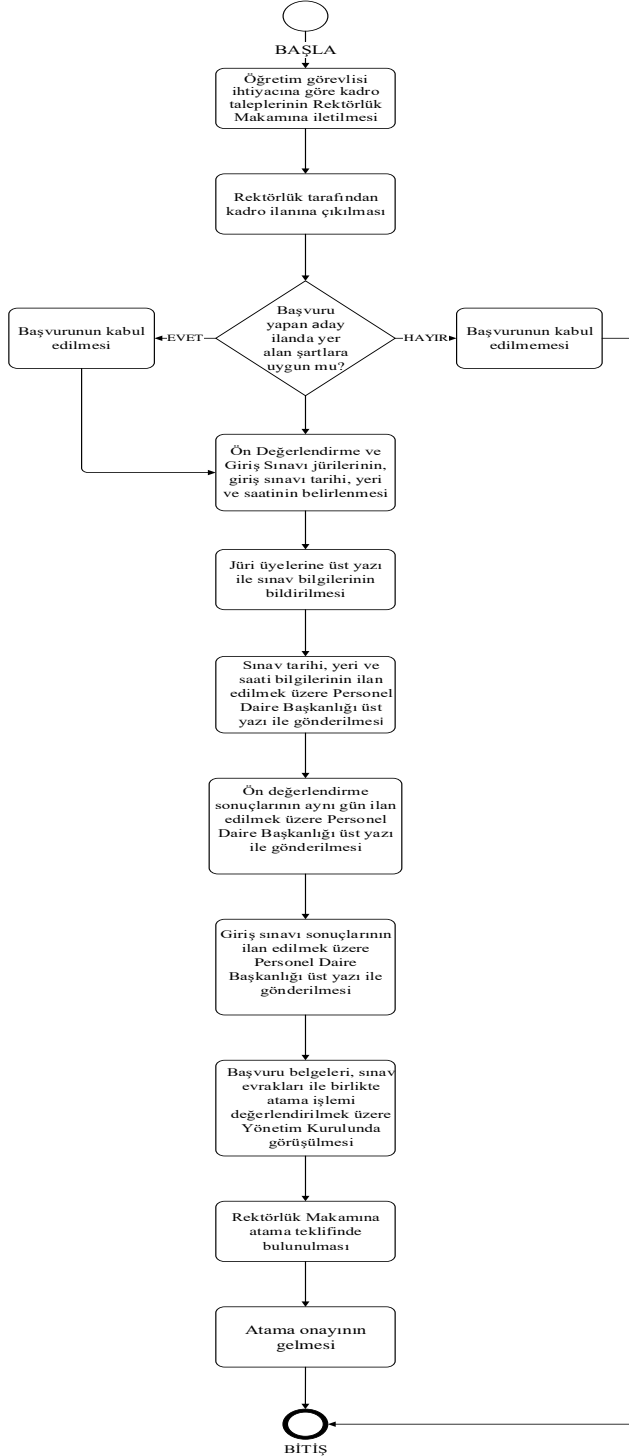 BAŞLA
Öğretim görevlisi
ihtiyacına göre kadro
taleplerinin Rektörlük
Makamına iletilmesi
Rektörlük tarafından
kadro ilanına çıkılması
Başvuru
yapan aday
ilanda yer
alan şartlara
uygun mu?
EVET
Başvurunun kabul
edilmesi
HAYIR
Başvurunun kabul
edilmemesi
Ön Değerlendirme ve
Giriş Sınavı jürilerinin,
giriş sınavı tarihi, yeri
ve saatinin belirlenmesi
Jüri üyelerine üst yazı
ile sınav bilgilerinin
bildirilmesi
Sınav tarihi, yeri ve
saati bilgilerinin ilan
edilmek üzere Personel
Daire Başkanlığı üst
yazı ile gönderilmesi
Ön değerlendirme
sonuçlarının aynı gün ilan
edilmek üzere Personel
Daire Başkanlığı üst yazı
ile gönderilmesi
Giriş sınavı sonuçlarının
ilan edilmek üzere
Personel Daire
Başkanlığı üst yazı ile
gönderilmesi
Başvuru belgeleri, sınav
evrakları ile birlikte
atama işlemi
değerlendirilmek üzere
Yönetim Kurulunda
görüşülmesi
Rektörlük Makamına
atama teklifinde
bulunulması
Atama onayının
gelmesi
BİTİŞ